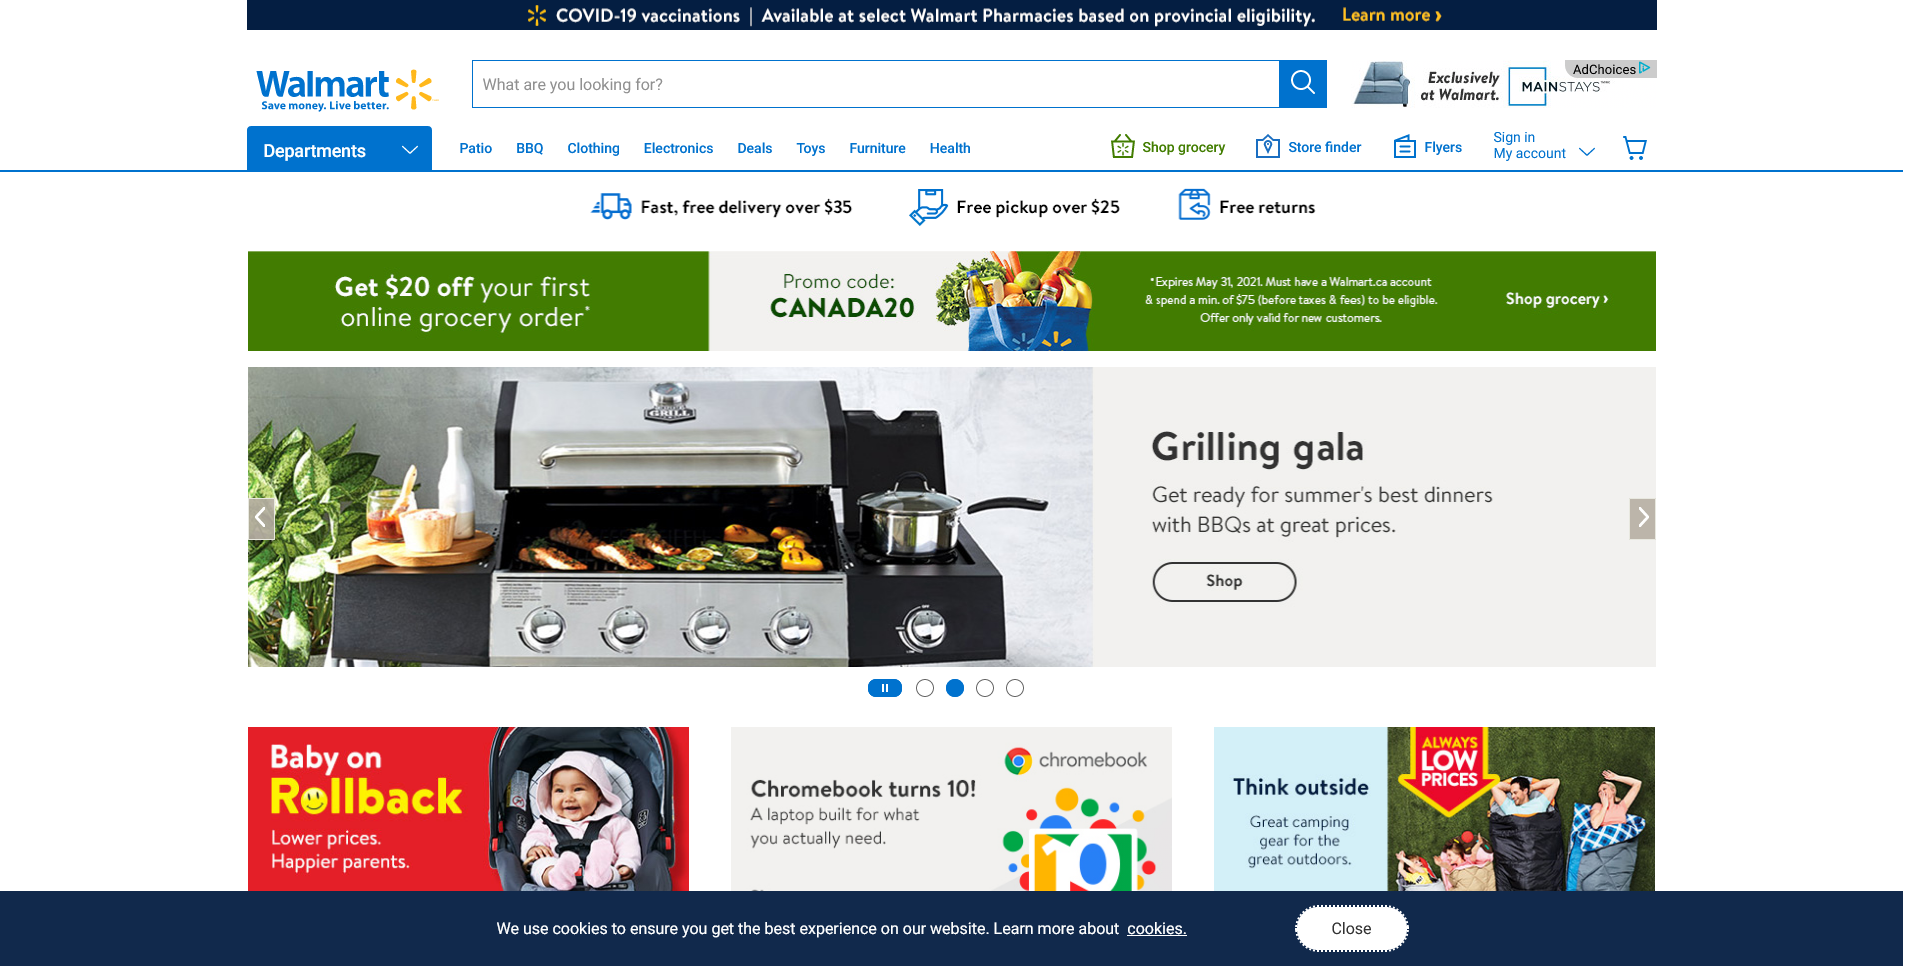 COVID-19 vaccinations | Available at select Walmart Pharmacies based on provincial eligibility. Learn more ›
Walmart
Save money. Live better.
What are you looking for?
Exclusively
at Walmart.
MAINSTAYS
AdChoices
Departments
Patio BBQ Clothing Electronics Deals Toys Furniture Health
Shop grocery
Store finder
Flyers
Sign in
My account
Fast, free delivery over $35
Free pickup over $25
Free returns
Get $20 off your first
online grocery order*
Promo code:
CANADA20
*Expires May 31, 2021. Must have a Walmart.ca account
& spend a min. of $75 (before taxes & fees) to be eligible.
Offer only valid for new customers.
Shop grocery ›
GRILL
Grilling gala
Get ready for summer's best dinners
with BBQs at great prices.
Shop
Baby on
Rollback
Lower prices.
Happier parents.
chromebook
Chromebook turns 10!
A laptop built for what
you actually need.
10
Think outside
Great camping
gear for the
great outdoors.
ALWAYS
LOW
PRICES
We use cookies to ensure you get the best experience on our website. Learn more about cookies.
Close